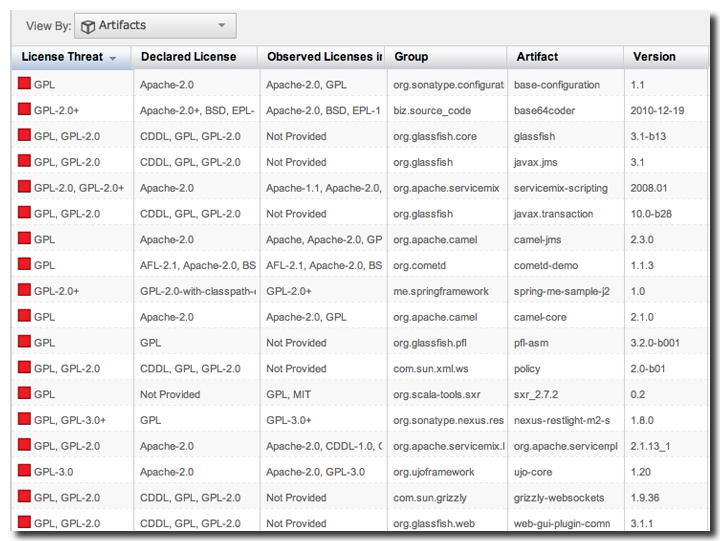 View By: Artifacts
License Threat Declared License Observed Licenses in Group Artifact Version
GPL Apache-2.0 Apache-2.0, GPL org.sonatype.configurat base-configuration 1.1
GPL-2.0+ Apache-2.0+, BSD, EPL- Apache-2.0, BSD, EPL-1 biz.source_code base64coder 2010-12-19
GPL, GPL-2.0 CDDL, GPL, GPL-2.0 Not Provided org.glassfish.core glassfish 3.1-b13
GPL, GPL-2.0 CDDL, GPL, GPL-2.0 Not Provided org.glassfish javax.jms 3.1
GPL-2.0, GPL-2.0+ Apache-2.0 Apache-1.1, Apache-2.0, org.apache.servicemix servicemix-scripting 2008.01
GPL, GPL-2.0 CDDL, GPL, GPL-2.0 Not Provided org.glassfish javax.transaction 10.0-b28
GPL Apache-2.0 Apache, Apache-2.0, GP org.apache.camel camel-jms 2.3.0
GPL AFL-2.1, Apache-2.0, BS AFL-2.1, Apache-2.0, BS org.cometd cometd-demo 1.1.3
GPL-2.0+ GPL-2.0-with-classpath- GPL-2.0+ me.springframework spring-me-sample-j2 1.0
GPL Apache-2.0 Apache-2.0, GPL org.apache.camel camel-core 2.1.0
GPL GPL Not Provided org.glassfish.pfl pfl-asm 3.2.0-b001
GPL, GPL-2.0 CDDL, GPL, GPL-2.0 Not Provided com.sun.xml.ws policy 2.0-b01
GPL Not Provided GPL, MIT org.scala-tools.sxr sxr_2.7.2 0.2
GPL, GPL-3.0+ GPL GPL-3.0+ org.sonatype.nexus.res nexus-restlight-m2-s 1.8.0
GPL, GPL-2.0 Apache-2.0 Apache-2.0, CDDL-1.0, C org.apache.servicemix.l org.apache.servicempl 2.1.13_1
GPL-3.0 Apache-2.0 Apache-2.0, GPL-3.0 org.ujoframework ujo-core 1.20
GPL, GPL-2.0 CDDL, GPL, GPL-2.0 Not Provided com.sun.grizzly grizzly-websockets 1.9.36
GPL, GPL-2.0 CDDL, GPL, GPL-2.0 Not Provided org.glassfish.web web-gui-plugin-comn 3.1.1